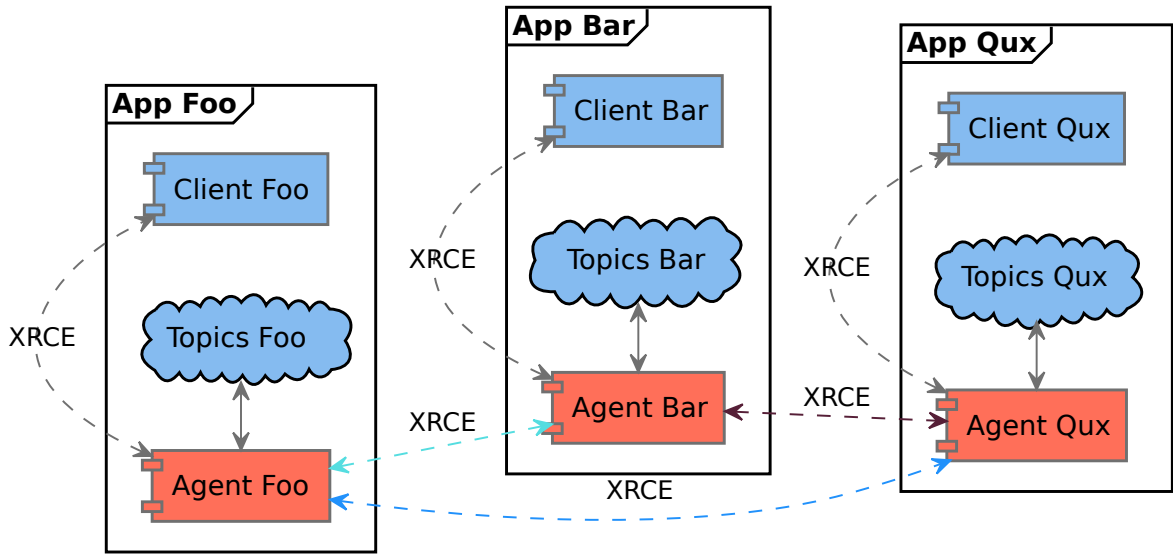 App Foo
Client Foo
Topics Foo
XRCE
Agent Foo
App Bar
Client Bar
XRCE
Topics Bar
Agent Bar
XRCE
App Qux
Client Qux
XRCE
Topics Qux
Agent Qux
XRCE
XRCE